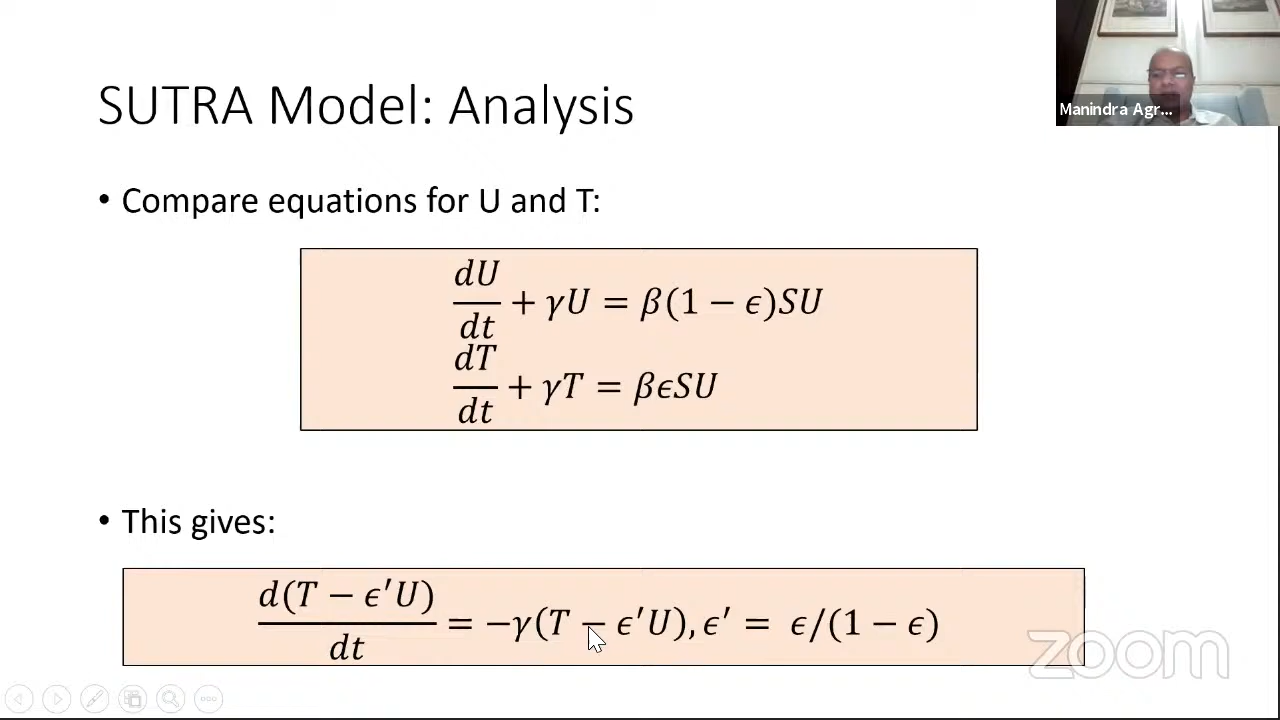 SUTRA Model: Analysis
Manindra Agr...
• Compare equations for U and T:
dU/dt + γU = β(1 − ϵ)SU
dT/dt + γT = βϵSU
• This gives:
d(T − ϵ′U)/dt = −γ(T − ϵ′U), ϵ′ = ϵ/(1 − ϵ)
zoom